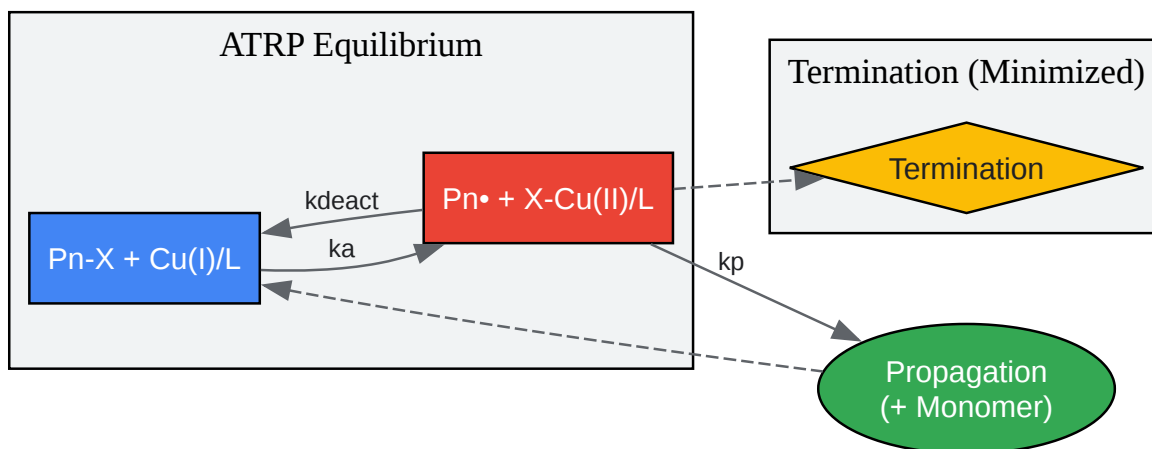 ATRP Equilibrium
Termination (Minimized)
Termination
kdeact
Pn• + X-Cu(II)/L
Pn-X + Cu(I)/L
ka
kp
Propagation
(+ Monomer)